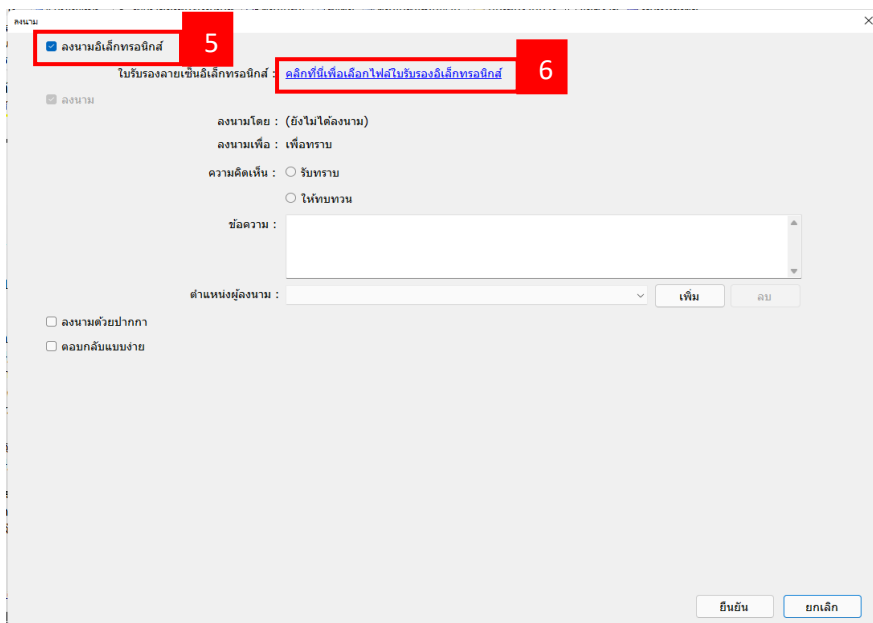 ลงนาม
ลงนามอิเล็กทรอนิกส์ 5
ใบรับรองลายเซ็นอิเล็กทรอนิกส์ : คลิกที่นี่เพื่อเลือกไฟล์ใบรับรองอิเล็กทรอนิกส์ 6
ลงนาม
ลงนามโดย : (ยังไม่ได้ลงนาม)
ลงนามเพื่อ : เพื่อทราบ
ความคิดเห็น : รับทราบ
ให้ทบทวน
ข้อความ :
ตำแหน่งผู้ลงนาม : เพิ่ม ลบ
ลงนามด้วยปากกา
ตอบกลับแบบง่าย
ยืนยัน ยกเลิก